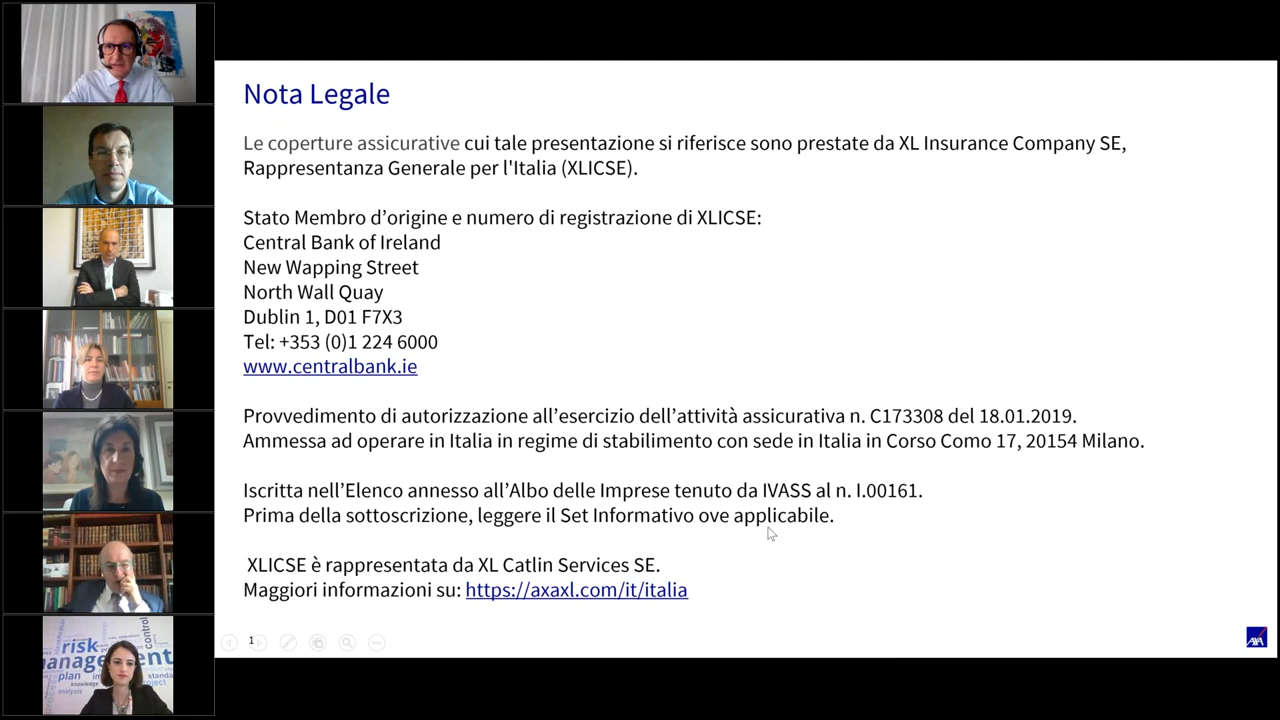 Nota Legale
Le coperture assicurative cui tale presentazione si riferisce sono prestate da XL Insurance Company SE,
Rappresentanza Generale per l'Italia (XLICSE).
Stato Membro d’origine e numero di registrazione di XLICSE:
Central Bank of Ireland
New Wapping Street
North Wall Quay
Dublin 1, D01 F7X3
Tel: +353 (0)1 224 6000
www.centralbank.ie
Provvedimento di autorizzazione all’esercizio dell’attività assicurativa n. C173308 del 18.01.2019.
Ammessa ad operare in Italia in regime di stabilimento con sede in Italia in Corso Como 17, 20154 Milano.
Iscritta nell’Elenco annesso all’Albo delle Imprese tenuto da IVASS al n. I.00161.
Prima della sottoscrizione, leggere il Set Informativo ove applicabile.
XLICSE è rappresentata da XL Catlin Services SE.
Maggiori informazioni su: https://axaxl.com/it/italia
1
AXA
risk
control
plan
knowledge
analysis